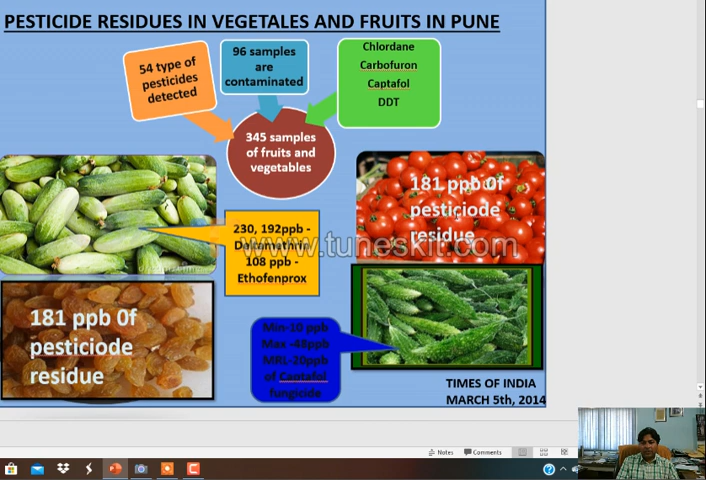 PESTICIDE RESIDUES IN VEGETALES AND FRUITS IN PUNE
54 type of
pesticides
detected
96 samples
are
contaminated
Chlordane
Carbofuron
Captafol
DDT
345 samples
of fruits and
vegetables
181 ppb 0f
pesticiode
residue
230, 192ppb -
Deltamethrin
108 ppb -
Ethofenprox
www.tuneskit.com
181 ppb 0f
pesticiode
residue
Min-10 ppb
Max -48ppb
MRL-20ppb
of Captafol
fungicide
TIMES OF INDIA
MARCH 5th, 2014
Notes
Comments